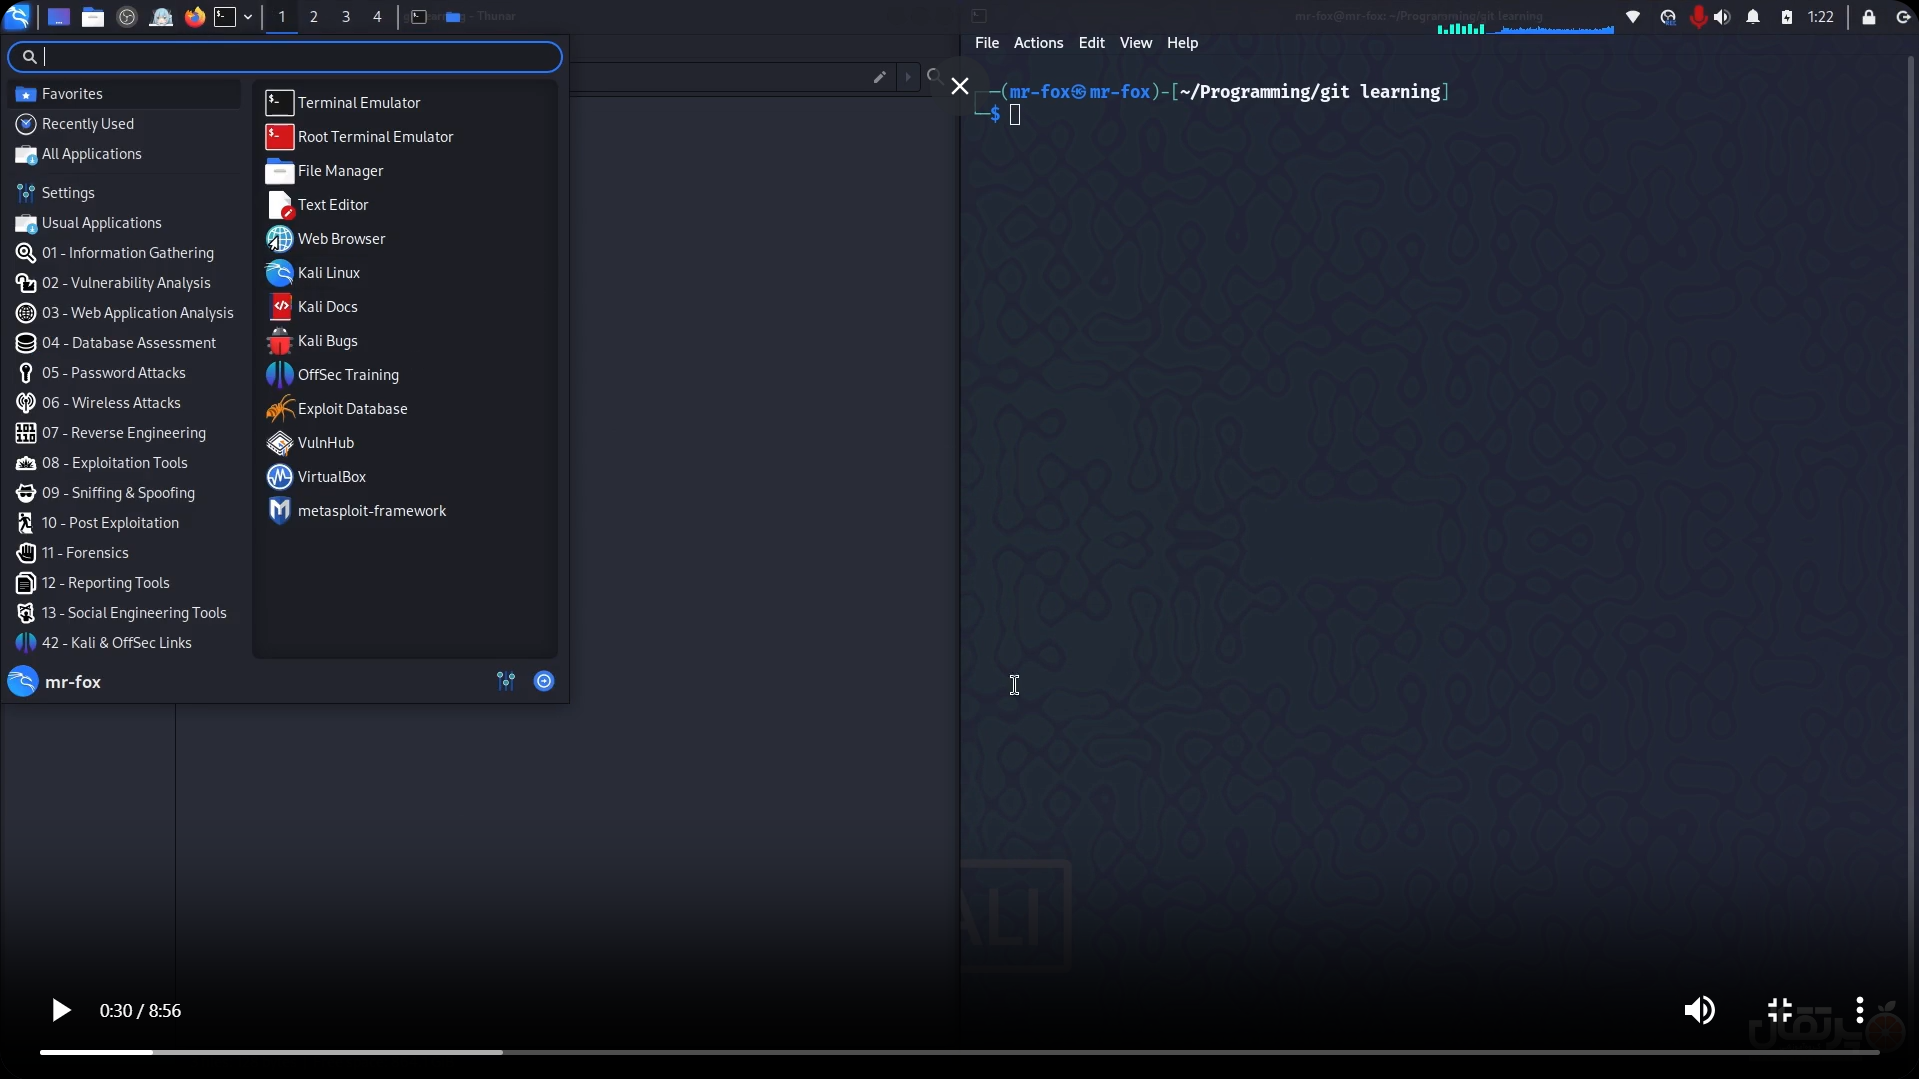 1 2 3 4
mr-fox@mr-fox: ~/Programming/git learning
1:22
File Actions Edit View Help
Favorites
Recently Used
All Applications
Settings
Usual Applications
01 - Information Gathering
02 - Vulnerability Analysis
03 - Web Application Analysis
04 - Database Assessment
05 - Password Attacks
06 - Wireless Attacks
07 - Reverse Engineering
08 - Exploitation Tools
09 - Sniffing & Spoofing
10 - Post Exploitation
11 - Forensics
12 - Reporting Tools
13 - Social Engineering Tools
42 - Kali & OffSec Links
mr-fox
Terminal Emulator
Root Terminal Emulator
File Manager
Text Editor
Web Browser
Kali Linux
Kali Docs
Kali Bugs
OffSec Training
Exploit Database
VulnHub
VirtualBox
metasploit-framework
(mr-fox㉿mr-fox)-[~/Programming/git learning]
$
ALI
0:30 / 8:56
پرتقال